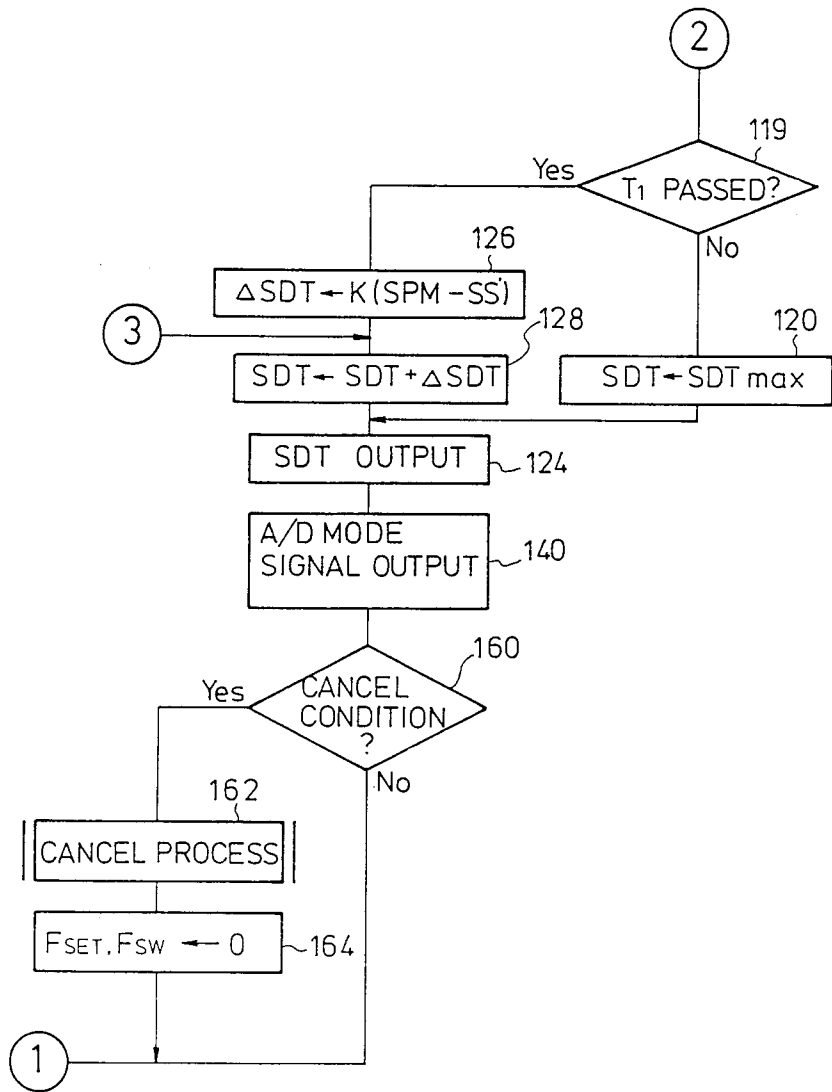 2
119
Yes
T1 PASSED?
No
126
ΔSDT←K(SPM-SS')
3
128
120
SDT←SDT+ΔSDT
SDT←SDT max
SDT OUTPUT
124
A/D MODE
SIGNAL OUTPUT
140
160
Yes
CANCEL
CONDITION
?
No
162
CANCEL PROCESS
FSET.FSW ← 0
164
1